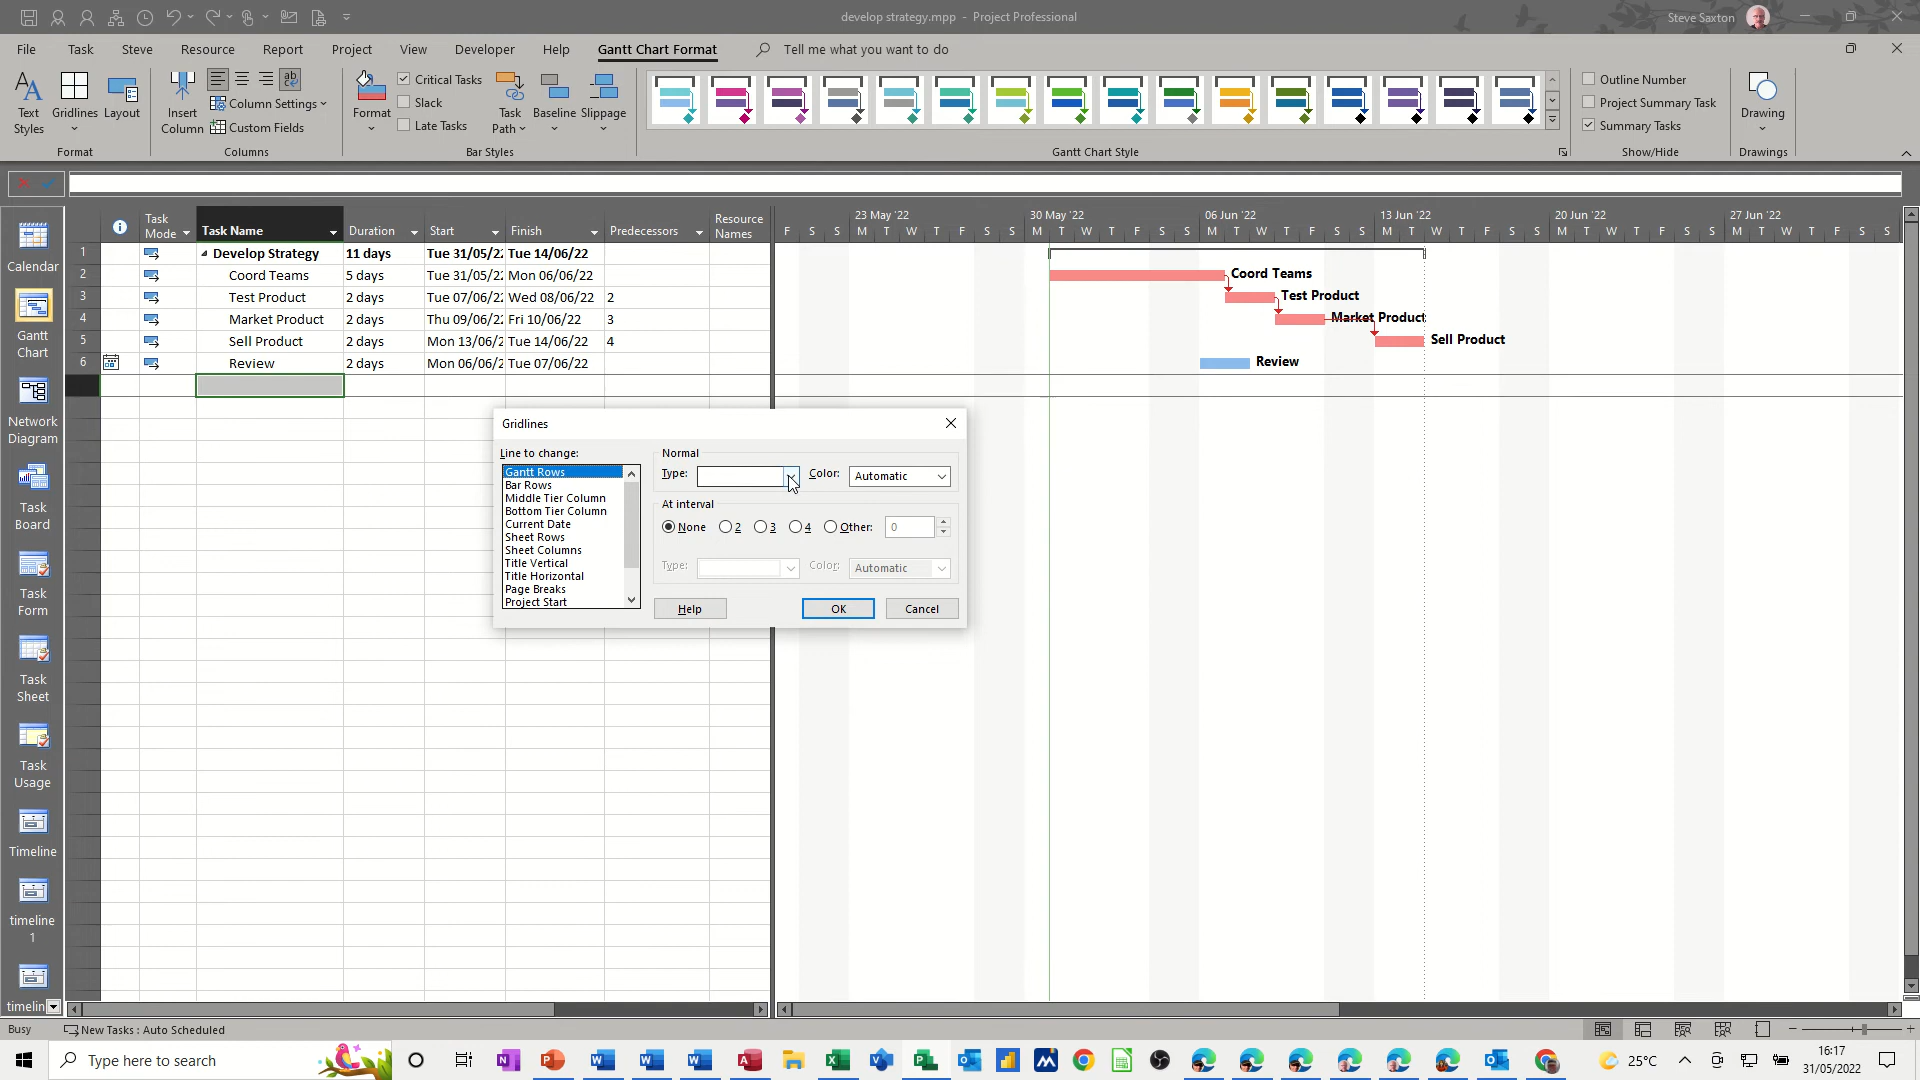 develop strategy.mpp - Project Professional
Steve Saxton
File Task Steve Resource Report Project View Developer Help Gantt Chart Format Tell me what you want to do
Text Styles
Gridlines
Layout
Format
Insert Column
Column Settings
Custom Fields
Columns
Format
Critical Tasks
Slack
Late Tasks
Task Path
Baseline
Slippage
Bar Styles
Gantt Chart Style
Outline Number
Project Summary Task
Summary Tasks
Show/Hide
Drawing
Drawings
Calendar
Gantt Chart
Network Diagram
Task Board
Task Form
Task Sheet
Task Usage
Timeline
timeline 1
timelin
Task Mode Task Name Duration Start Finish Predecessors Resource Names
1 Develop Strategy 11 days Tue 31/05/22 Tue 14/06/22
2 Coord Teams 5 days Tue 31/05/22 Mon 06/06/22
3 Test Product 2 days Tue 07/06/22 Wed 08/06/22 2
4 Market Product 2 days Thu 09/06/22 Fri 10/06/22 3
5 Sell Product 2 days Mon 13/06/2 Tue 14/06/22 4
6 Review 2 days Mon 06/06/2 Tue 07/06/22
23 May '22 30 May '22 06 Jun '22 13 Jun '22 20 Jun '22 27 Jun '22
F S S M T W T F S S M T W T F S S M T W T F S S M T W T F S S M T W T F S S M T W T F S S
Coord Teams
Test Product
Market Product
Sell Product
Review
Gridlines
Line to change:
Gantt Rows
Bar Rows
Middle Tier Column
Bottom Tier Column
Current Date
Sheet Rows
Sheet Columns
Title Vertical
Title Horizontal
Page Breaks
Project Start
Normal
Type: Color: Automatic
At interval
None 2 3 4 Other: 0
Type: Color: Automatic
Help OK Cancel
Busy New Tasks : Auto Scheduled
Type here to search
25°C
16:17
31/05/2022